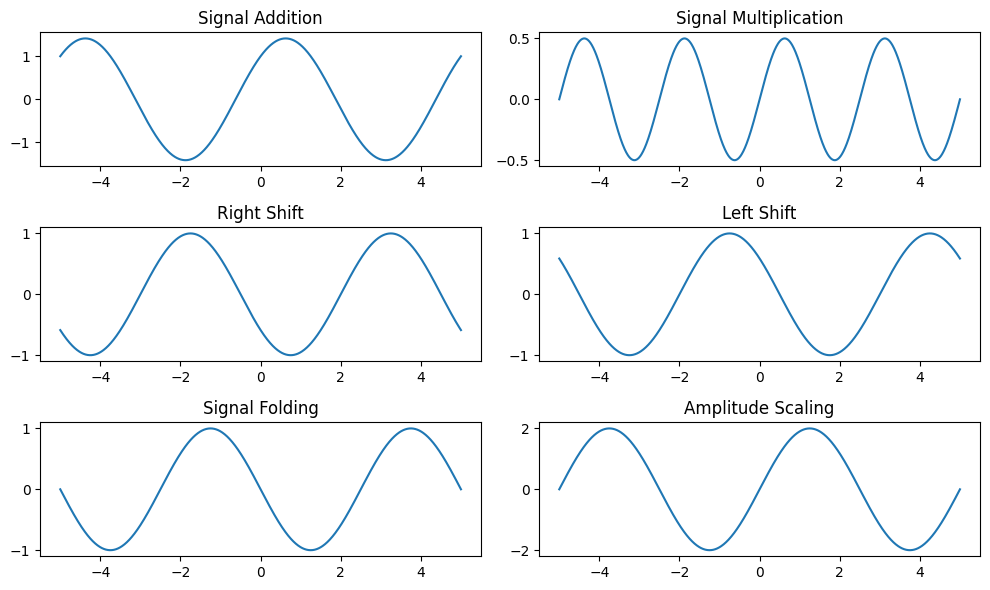 Signal Addition
1
0
−1
−4 −2 0 2 4
Signal Multiplication
0.5
0.0
−0.5
−4 −2 0 2 4
Right Shift
1
0
−1
−4 −2 0 2 4
Left Shift
1
0
−1
−4 −2 0 2 4
Signal Folding
1
0
−1
−4 −2 0 2 4
Amplitude Scaling
2
0
−2
−4 −2 0 2 4